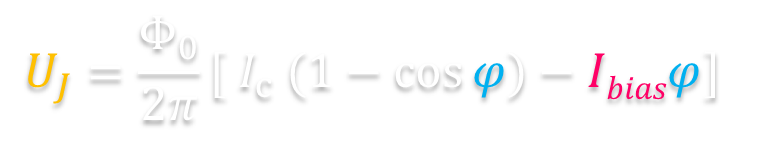 U_J = Φ_0/2π [ I_c (1 − cos φ) − I_bias φ]